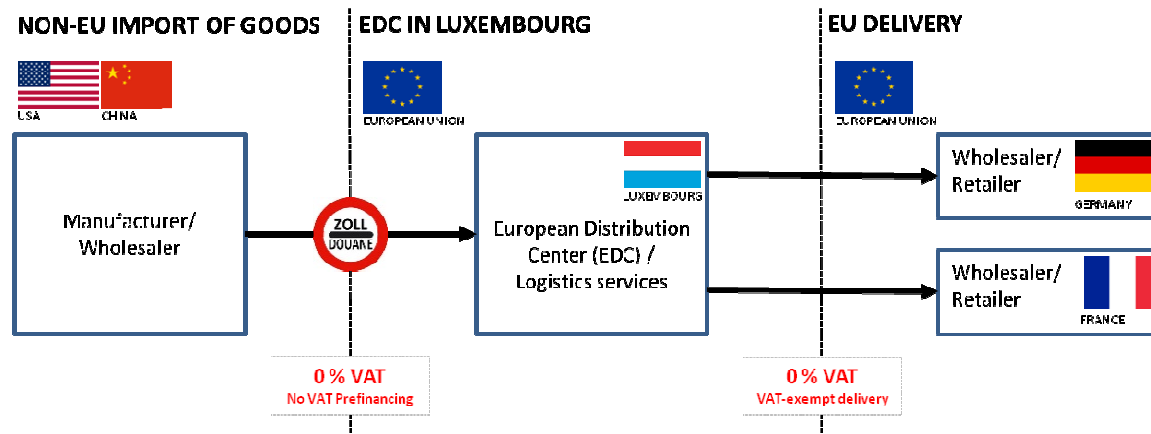 NON-EU IMPORT OF GOODS
EDC IN LUXEMBOURG
EU DELIVERY
USA
CHINA
EUROPEAN UNION
EUROPEAN UNION
Manufacturer/
Wholesaler
ZOLL
DOUANE
LUXEMBOURG
European Distribution
Center (EDC) /
Logistics services
Wholesaler/
Retailer
GERMANY
Wholesaler/
Retailer
FRANCE
0 % VAT
No VAT Prefinancing
0 % VAT
VAT-exempt delivery